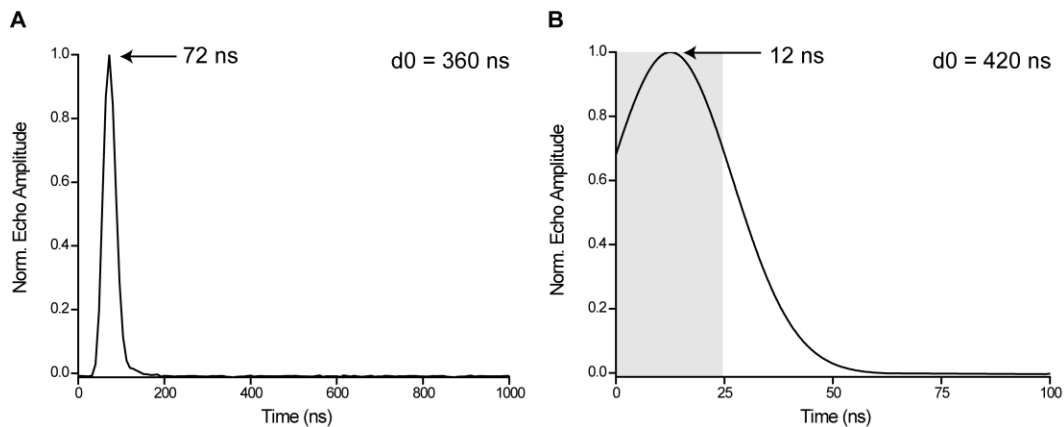 A
72 ns
d0 = 360 ns
Norm. Echo Amplitude
1.0
0.8
0.6
0.4
0.2
0.0
0
200
400
600
800
1000
Time (ns)
B
12 ns
d0 = 420 ns
Norm. Echo Amplitude
1.0
0.8
0.6
0.4
0.2
0.0
0
25
50
75
100
Time (ns)